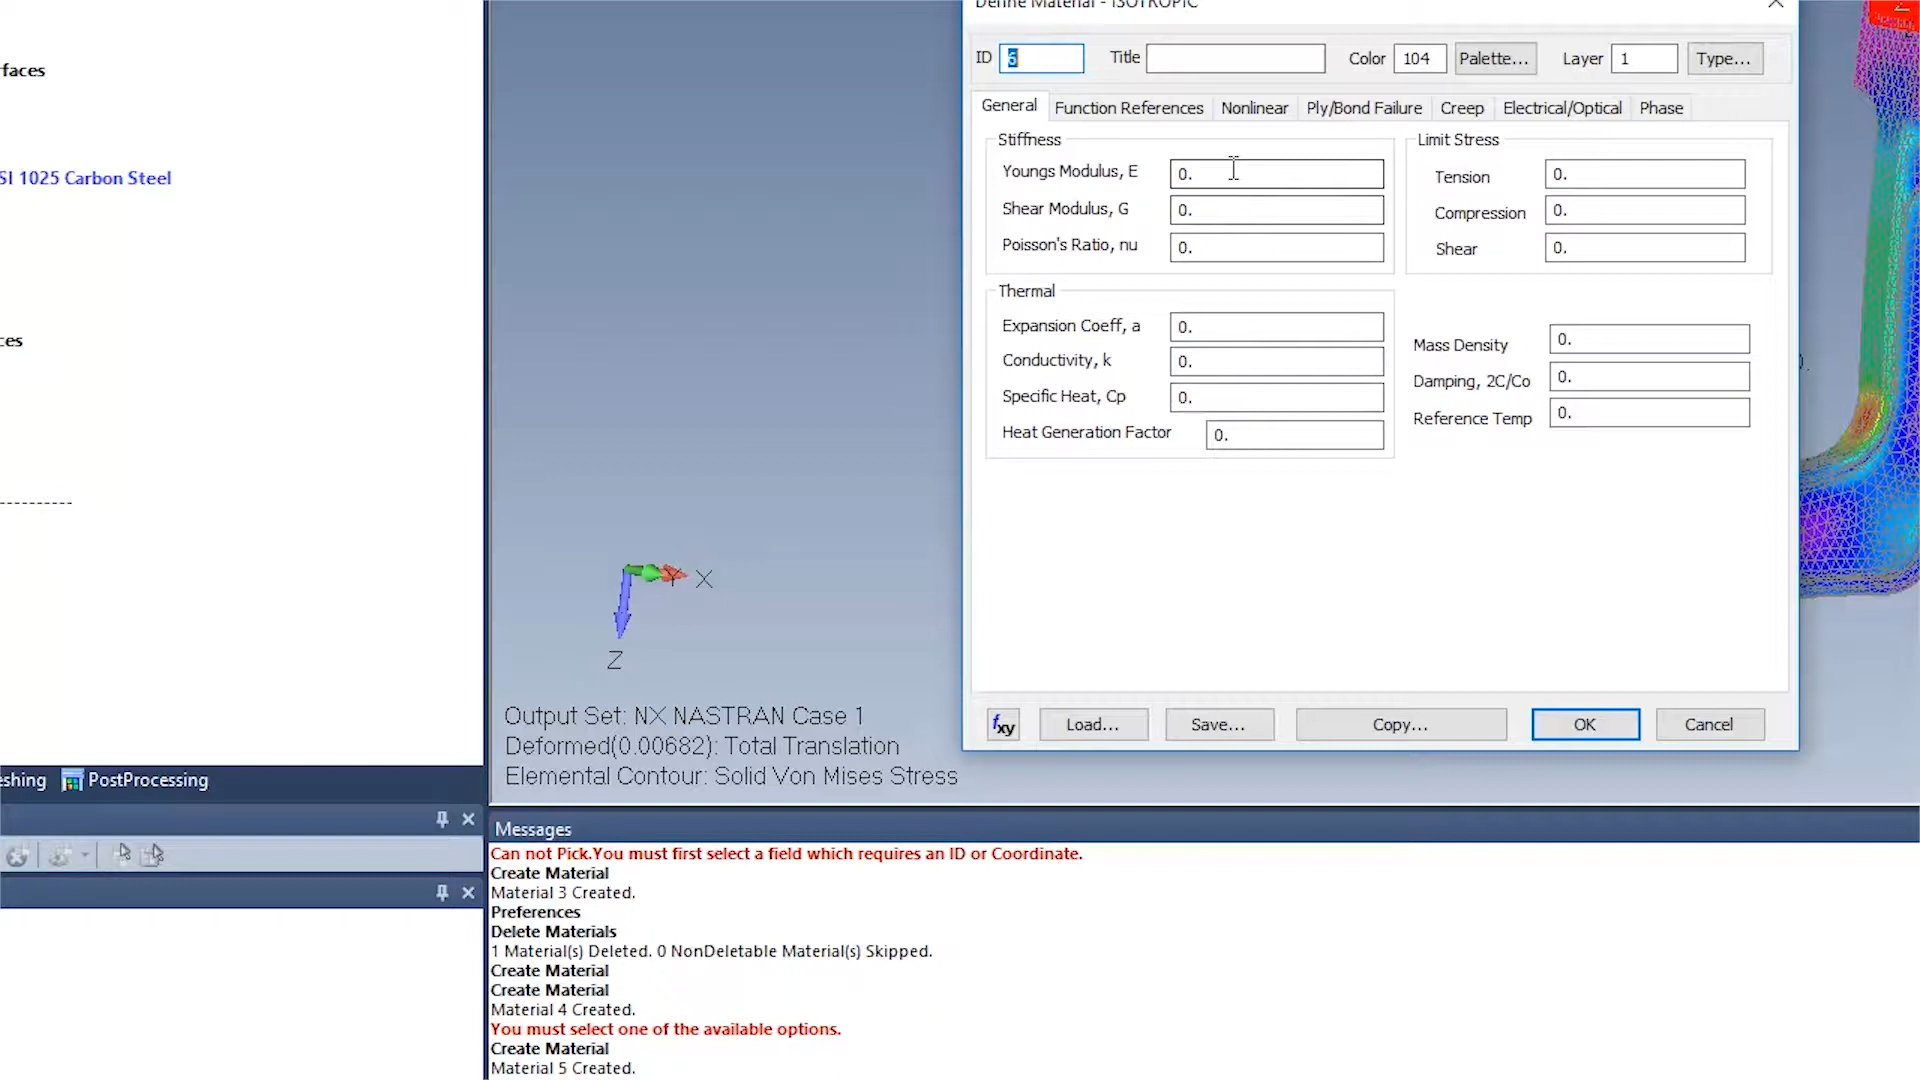 Define Material - ISOTROPIC
ID 6 Title Color 104 Palette... Layer 1 Type...
General Function References Nonlinear Ply/Bond Failure Creep Electrical/Optical Phase
Stiffness
Youngs Modulus, E 0.
Shear Modulus, G 0.
Poisson's Ratio, nu 0.
Limit Stress
Tension 0.
Compression 0.
Shear 0.
Thermal
Expansion Coeff, a 0.
Conductivity, k 0.
Specific Heat, Cp 0.
Heat Generation Factor 0.
Mass Density 0.
Damping, 2C/Co 0.
Reference Temp 0.
fxy Load... Save... Copy... OK Cancel
faces
SI 1025 Carbon Steel
ces
----------
Y X
Z
Output Set: NX NASTRAN Case 1
Deformed(0.00682): Total Translation
Elemental Contour: Solid Von Mises Stress
eshing PostProcessing
Messages
Can not Pick.You must first select a field which requires an ID or Coordinate.
Create Material
Material 3 Created.
Preferences
Delete Materials
1 Material(s) Deleted. 0 NonDeletable Material(s) Skipped.
Create Material
Create Material
Material 4 Created.
You must select one of the available options.
Create Material
Material 5 Created.